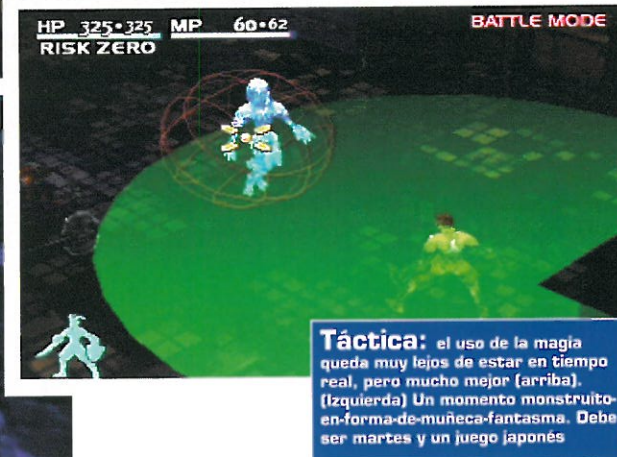 HP 325•325 MP 60•62
BATTLE MODE
RISK ZERO
Táctica: el uso de la magia
queda muy lejos de estar en tiempo
real, pero mucho mejor (arriba).
(Izquierda) Un momento monstruito-
en-forma-de-muñeca-fantasma. Debe
ser martes y un juego japonés